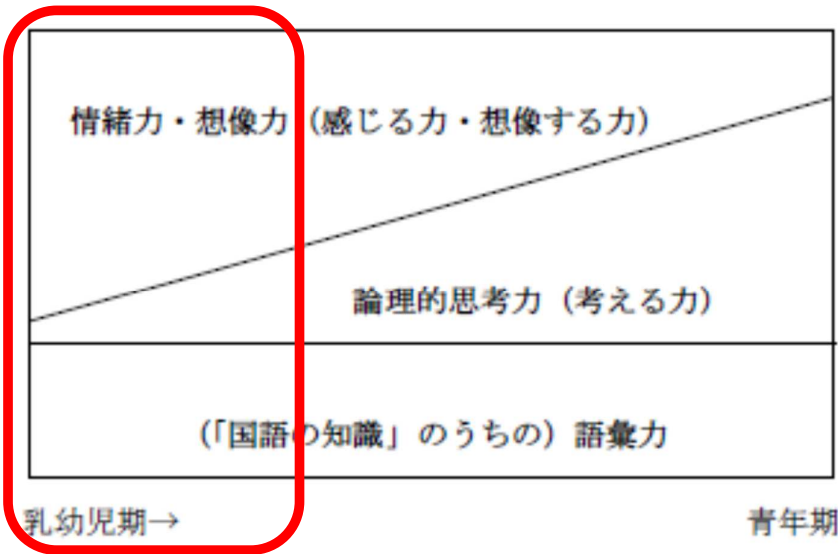 情緒力・想像力（感じる力・想像する力）
論理的思考力（考える力）
（「国語の知識」のうちの）語彙力
乳幼児期→ 青年期